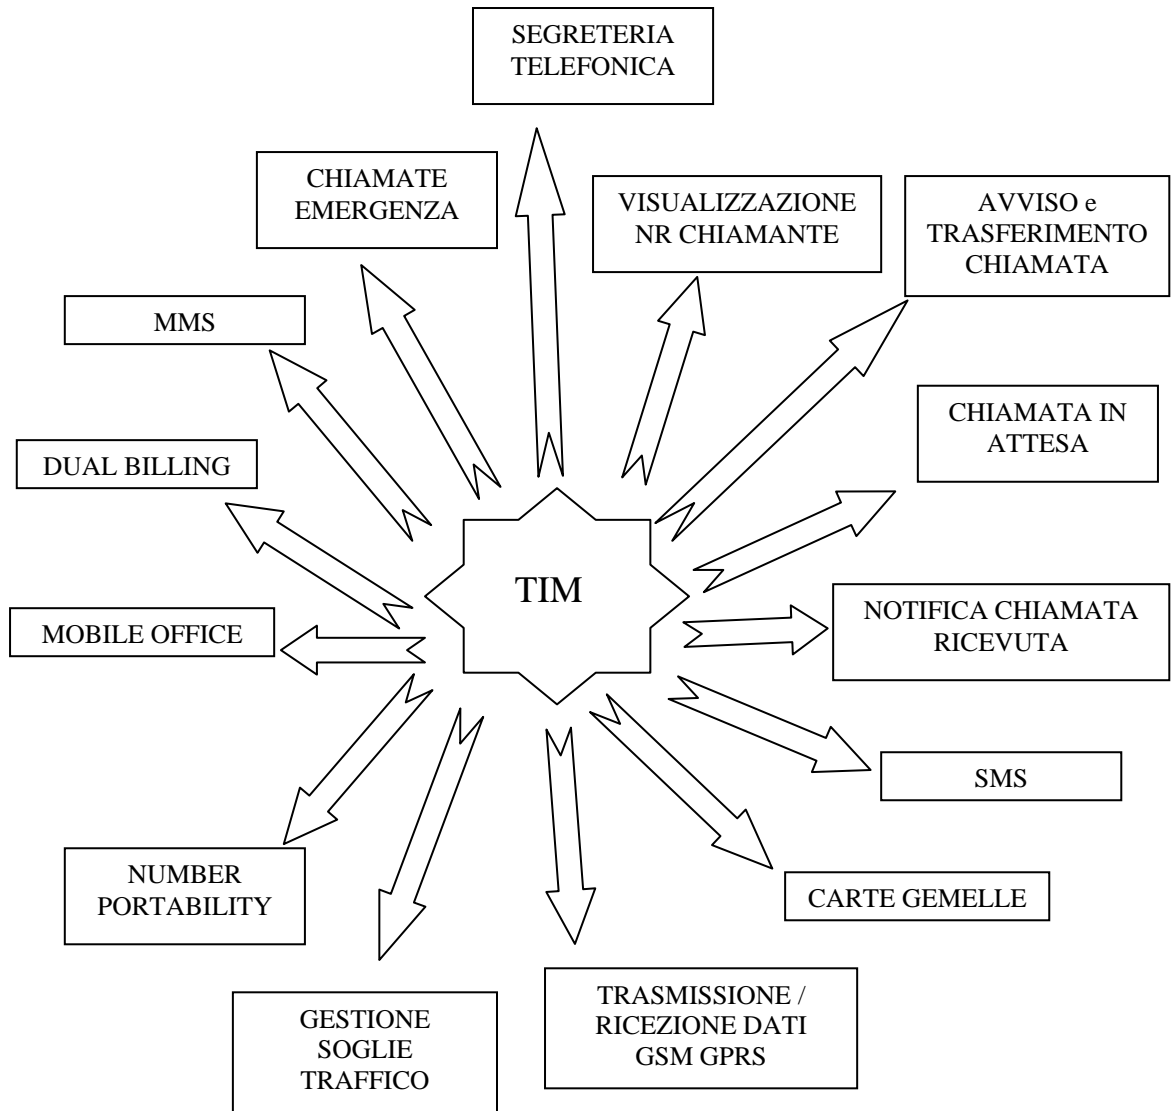 SEGRETERIA
TELEFONICA
CHIAMATE
EMERGENZA
VISUALIZZAZIONE
NR CHIAMANTE
AVVISO e
TRASFERIMENTO
CHIAMATA
MMS
CHIAMATA IN
ATTESA
DUAL BILLING
TIM
MOBILE OFFICE
NOTIFICA CHIAMATA
RICEVUTA
SMS
NUMBER
PORTABILITY
CARTE GEMELLE
GESTIONE
SOGLIE
TRAFFICO
TRASMISSIONE /
RICEZIONE DATI
GSM GPRS